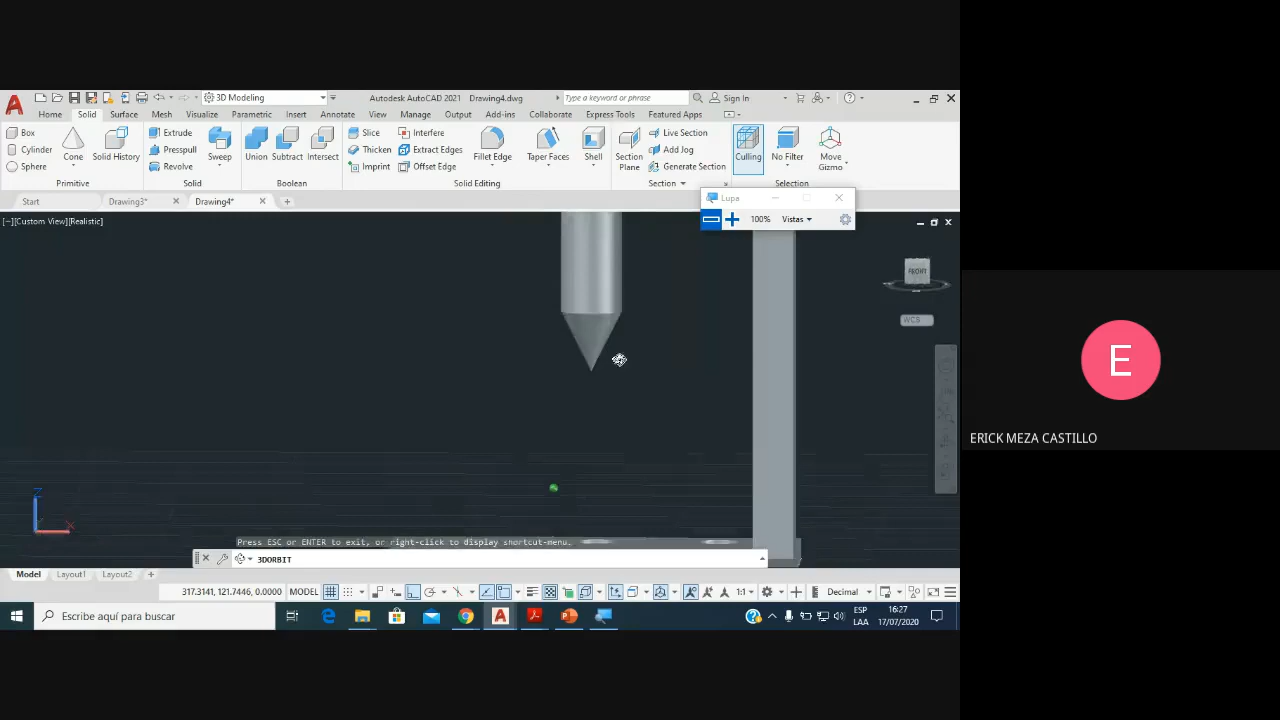 3D Modeling
Autodesk AutoCAD 2021 Drawing4.dwg
Type a keyword or phrase
Sign In
Home Solid Surface Mesh Visualize Parametric Insert Annotate View Manage Output Add-ins Collaborate Express Tools Featured Apps
Box
Cylinder
Sphere
Cone
Solid History
Primitive
Extrude
Presspull
Revolve
Sweep
Solid
Union
Subtract
Intersect
Boolean
Slice
Thicken
Imprint
Interfere
Extract Edges
Offset Edge
Fillet Edge
Taper Faces
Shell
Solid Editing
Section
Plane
Live Section
Add Jog
Generate Section
Section
Culling
No Filter
Move
Gizmo
Selection
Start Drawing3* Drawing4*
Lupa
100% Vistas
[−][Custom View][Realistic]
FRONT
WCS
Z
X
E
ERICK MEZA CASTILLO
Press ESC or ENTER to exit, or right-click to display shortcut-menu.
3DORBIT
Model Layout1 Layout2
317.3141, 121.7446, 0.0000 MODEL
1:1
Decimal
Escribe aquí para buscar
ESP
LAA
16:27
17/07/2020